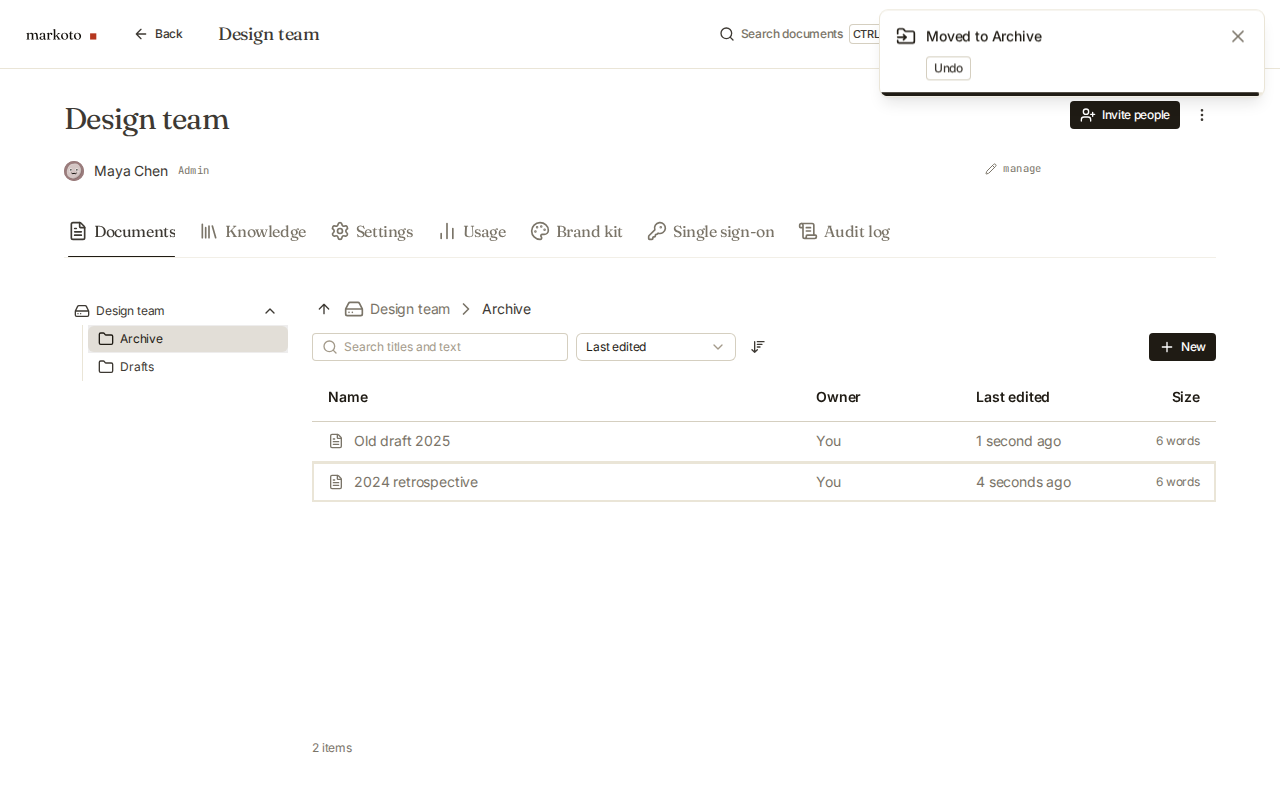 markoto
Back
Design team
Search documents
CTRL
Moved to Archive
Undo
Design team
Invite people
Maya Chen
Admin
manage
Documents
Knowledge
Settings
Usage
Brand kit
Single sign-on
Audit log
Design team
Archive
Drafts
Design team
Archive
Search titles and text
Last edited
New
Name Owner Last edited Size
Old draft 2025 You 1 second ago 6 words
2024 retrospective You 4 seconds ago 6 words
2 items